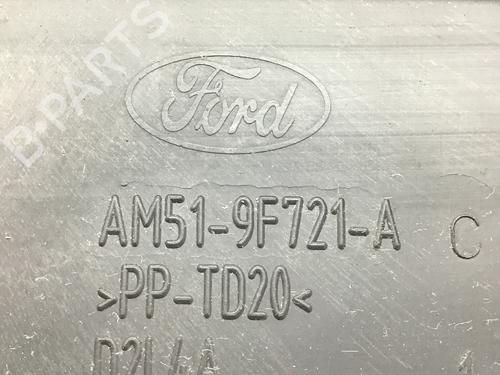 B-PARTS
Ford
AM51-9F721-A C
>PP-TD20<